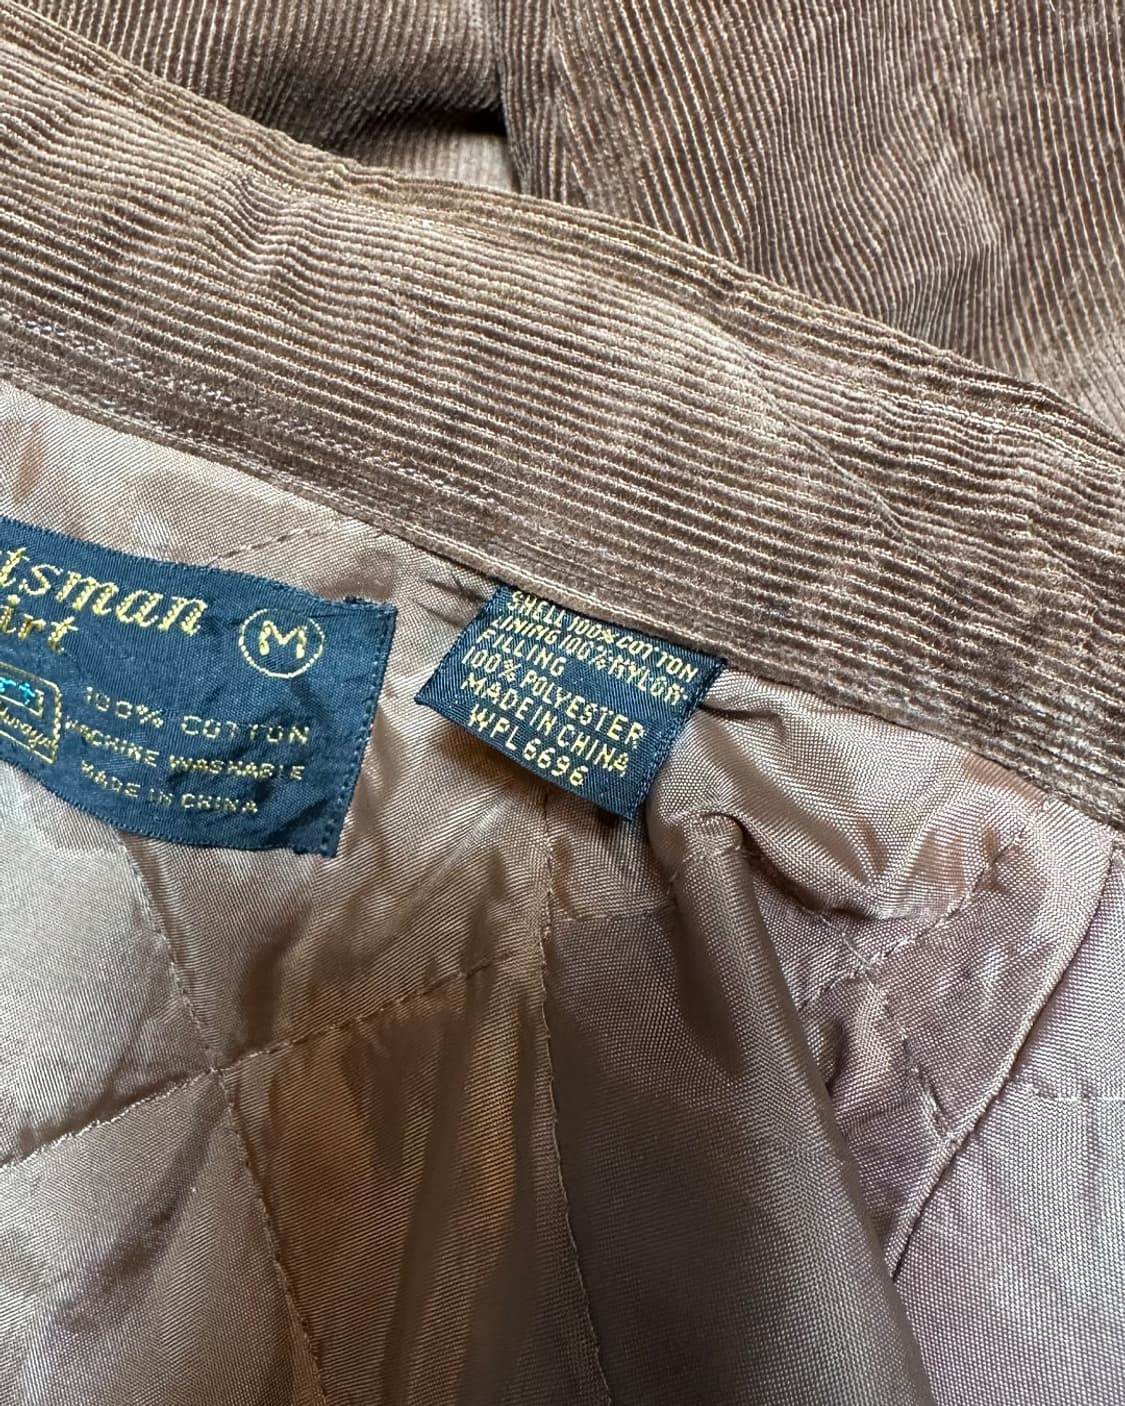 tsman
irt
M
100% COTTON
MACHINE WASHABLE
MADE IN CHINA
SHELL 100% COTTON
LINING 100% NYLON
FILLING
100% POLYESTER
MADE IN CHINA
WPL 6696